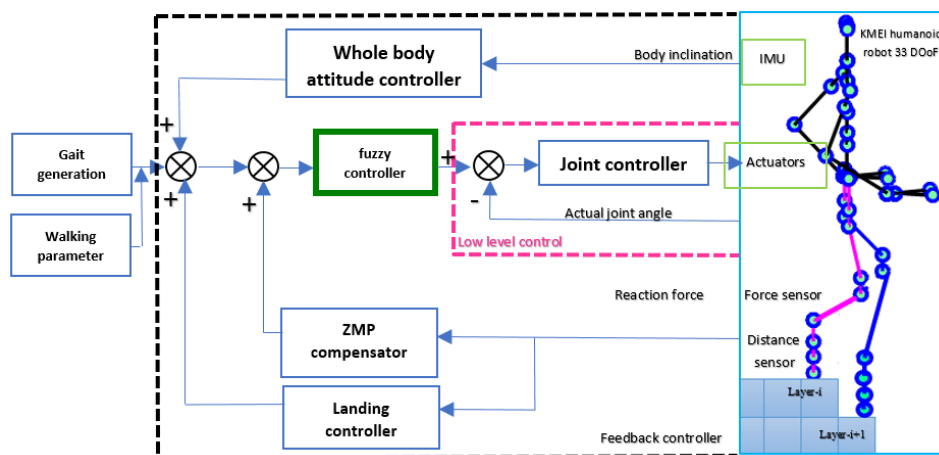 KMEI humanoid
robot 33 DOoF
Whole body
attitude controller
Body inclination
IMU
+
Gait
generation
fuzzy
controller
+
Joint controller
Actuators
+
+
-
Walking
parameter
Actual joint angle
Low level control
Reaction force
Force sensor
ZMP
compensator
Distance
sensor
Layer-i
Landing
controller
Feedback controller
Layer-i+1